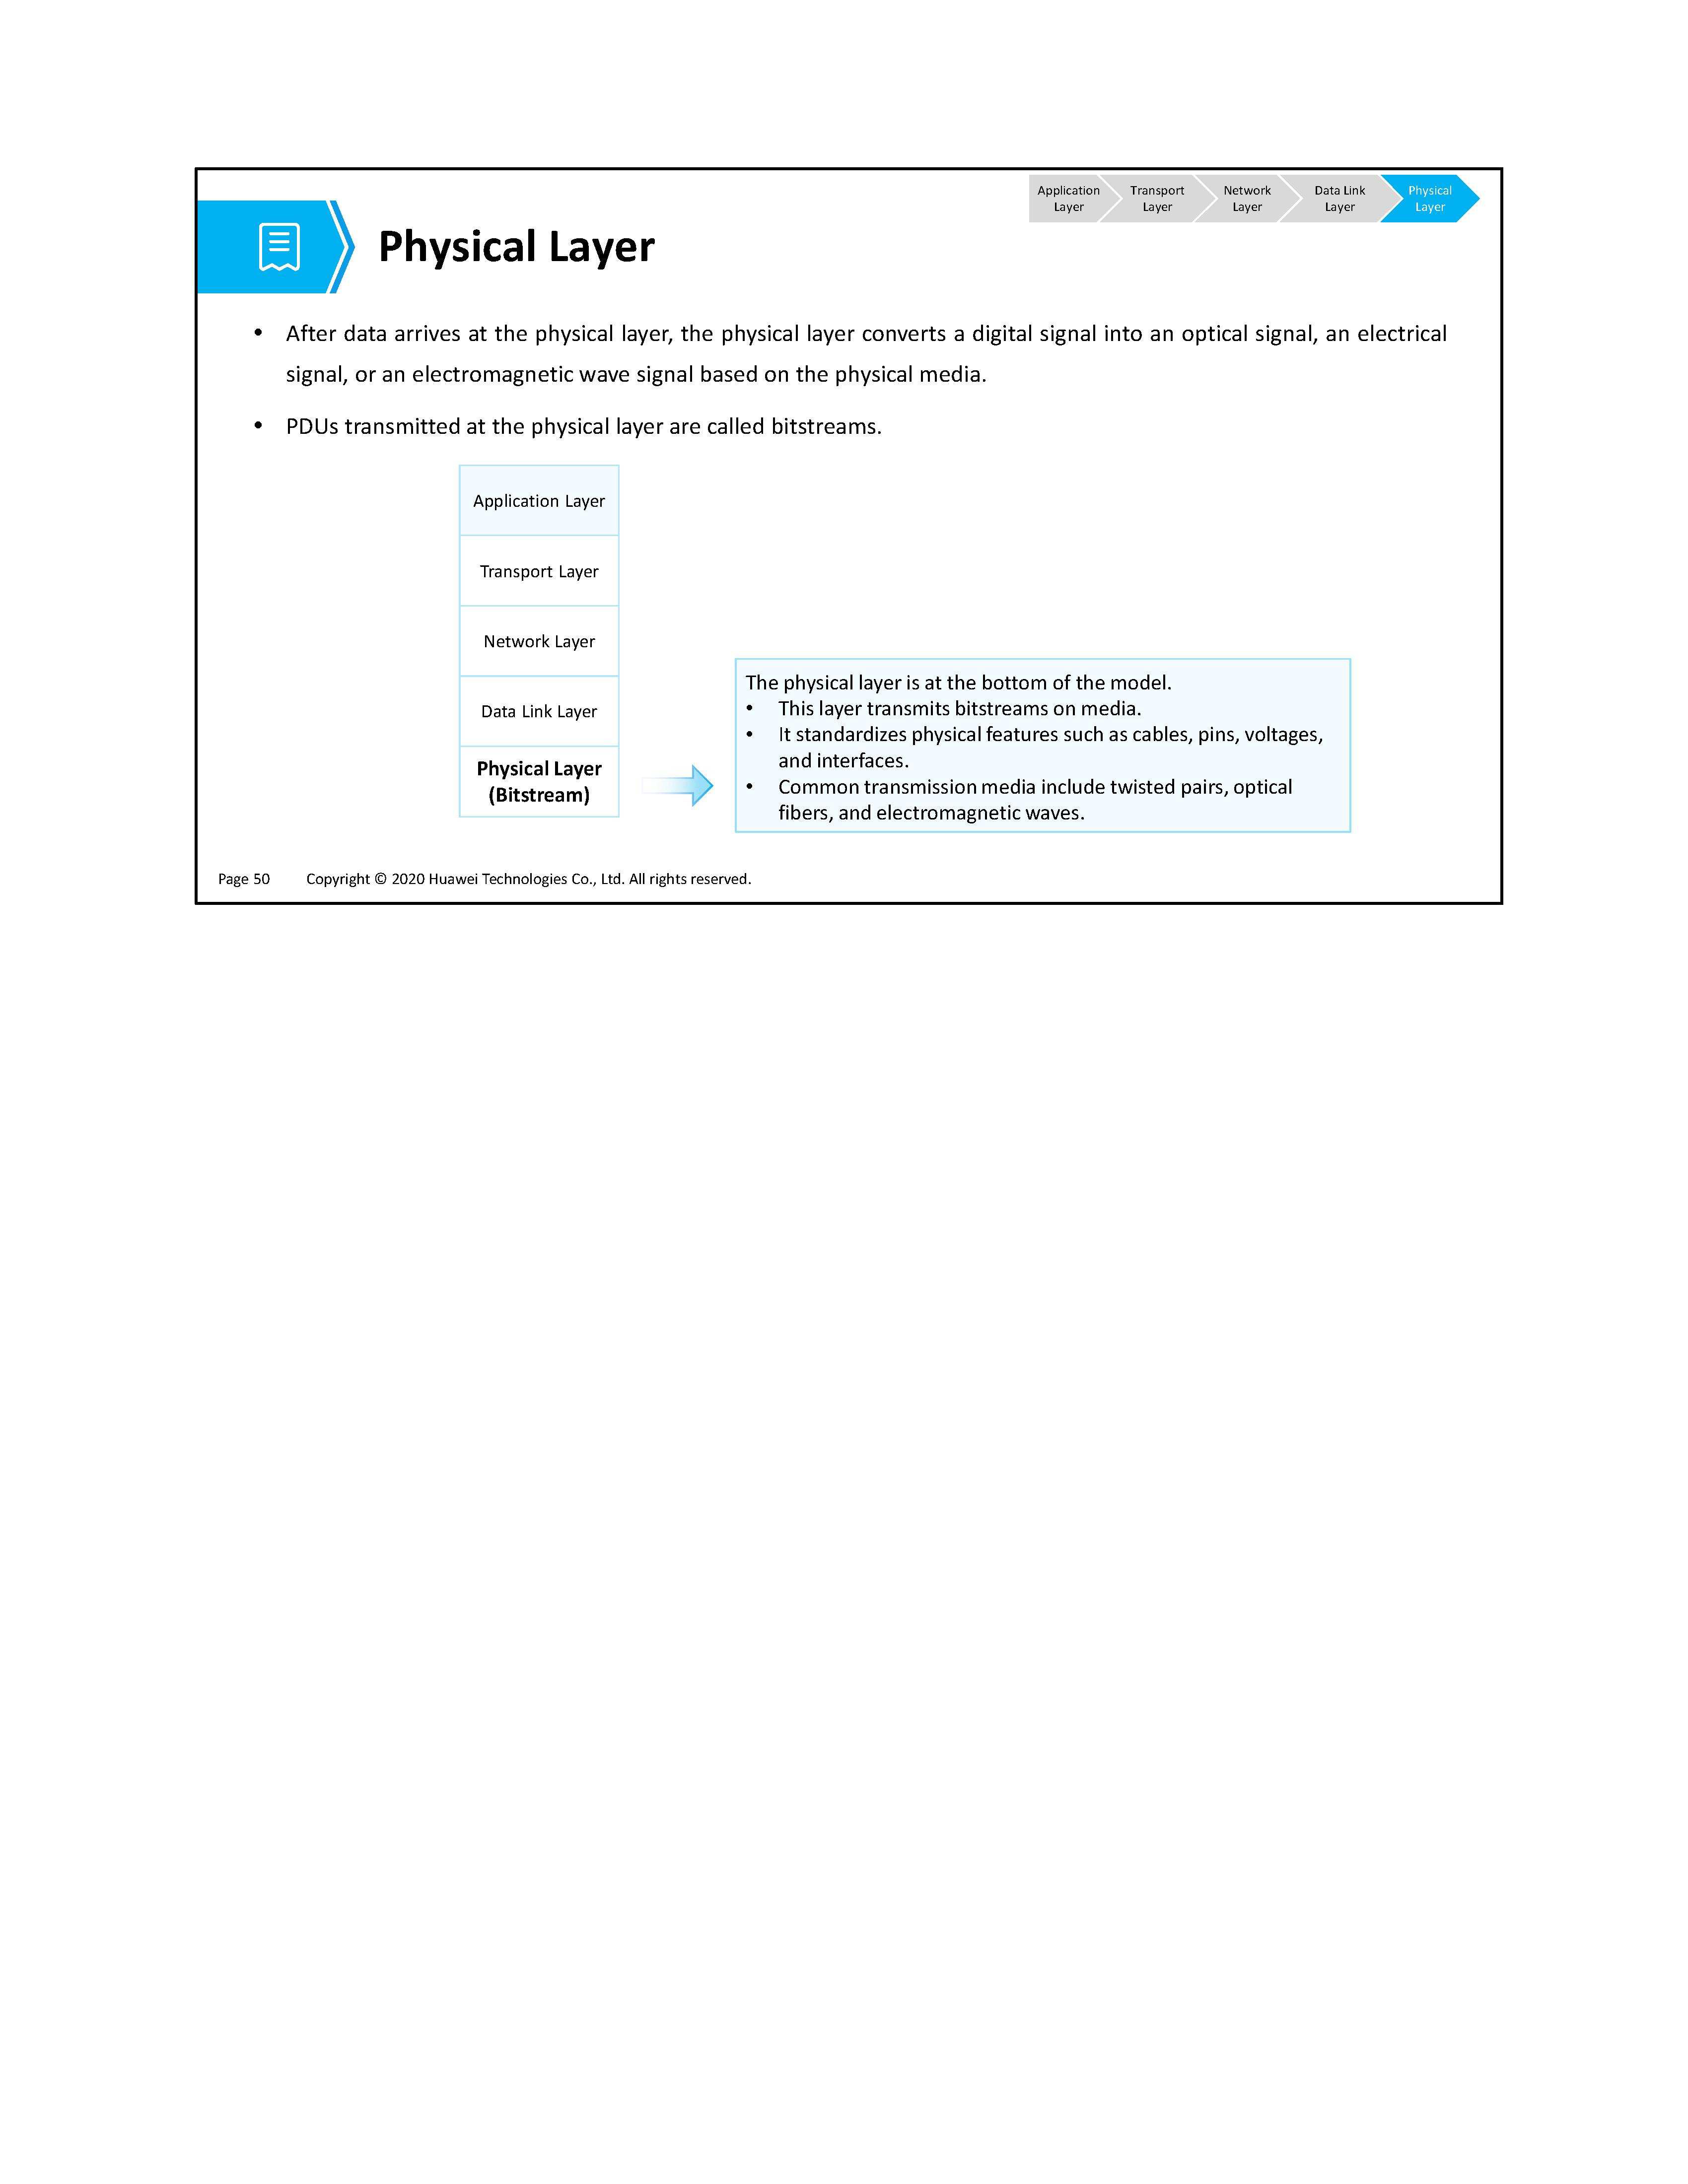 Application Layer
Transport Layer
Network Layer
Data Link Layer
Physical Layer
Physical Layer
• After data arrives at the physical layer, the physical layer converts a digital signal into an optical signal, an electrical
signal, or an electromagnetic wave signal based on the physical media.
• PDUs transmitted at the physical layer are called bitstreams.
Application Layer
Transport Layer
Network Layer
Data Link Layer
Physical Layer
(Bitstream)
The physical layer is at the bottom of the model.
• This layer transmits bitstreams on media.
• It standardizes physical features such as cables, pins, voltages,
and interfaces.
• Common transmission media include twisted pairs, optical
fibers, and electromagnetic waves.
Page 50 Copyright © 2020 Huawei Technologies Co., Ltd. All rights reserved.